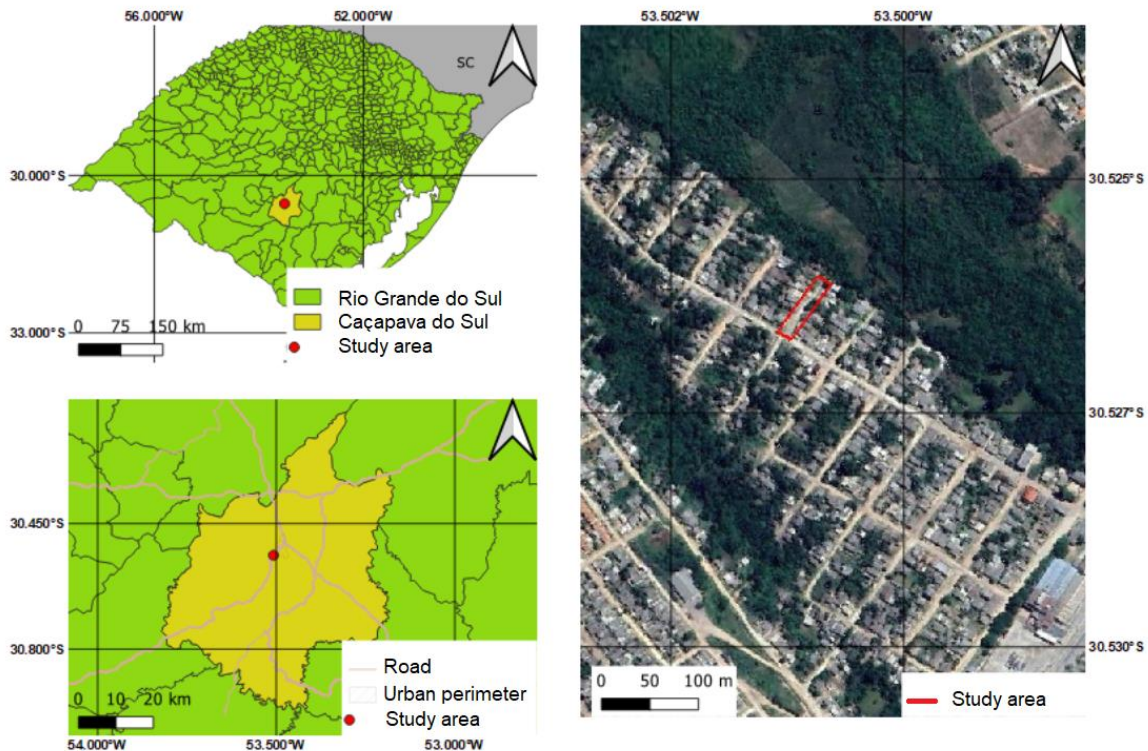 56.000°W 52.000°W
SC
30.000°S
33.000°S
Rio Grande do Sul
Caçapava do Sul
Study area
0 75 150 km
30.450°S
30.800°S
Road
Urban perimeter
Study area
0 10 20 km
54.000°W 53.500°W 53.000°W
53.502°W 53.500°W
30.525°S
30.527°S
30.530°S
0 50 100 m
Study area